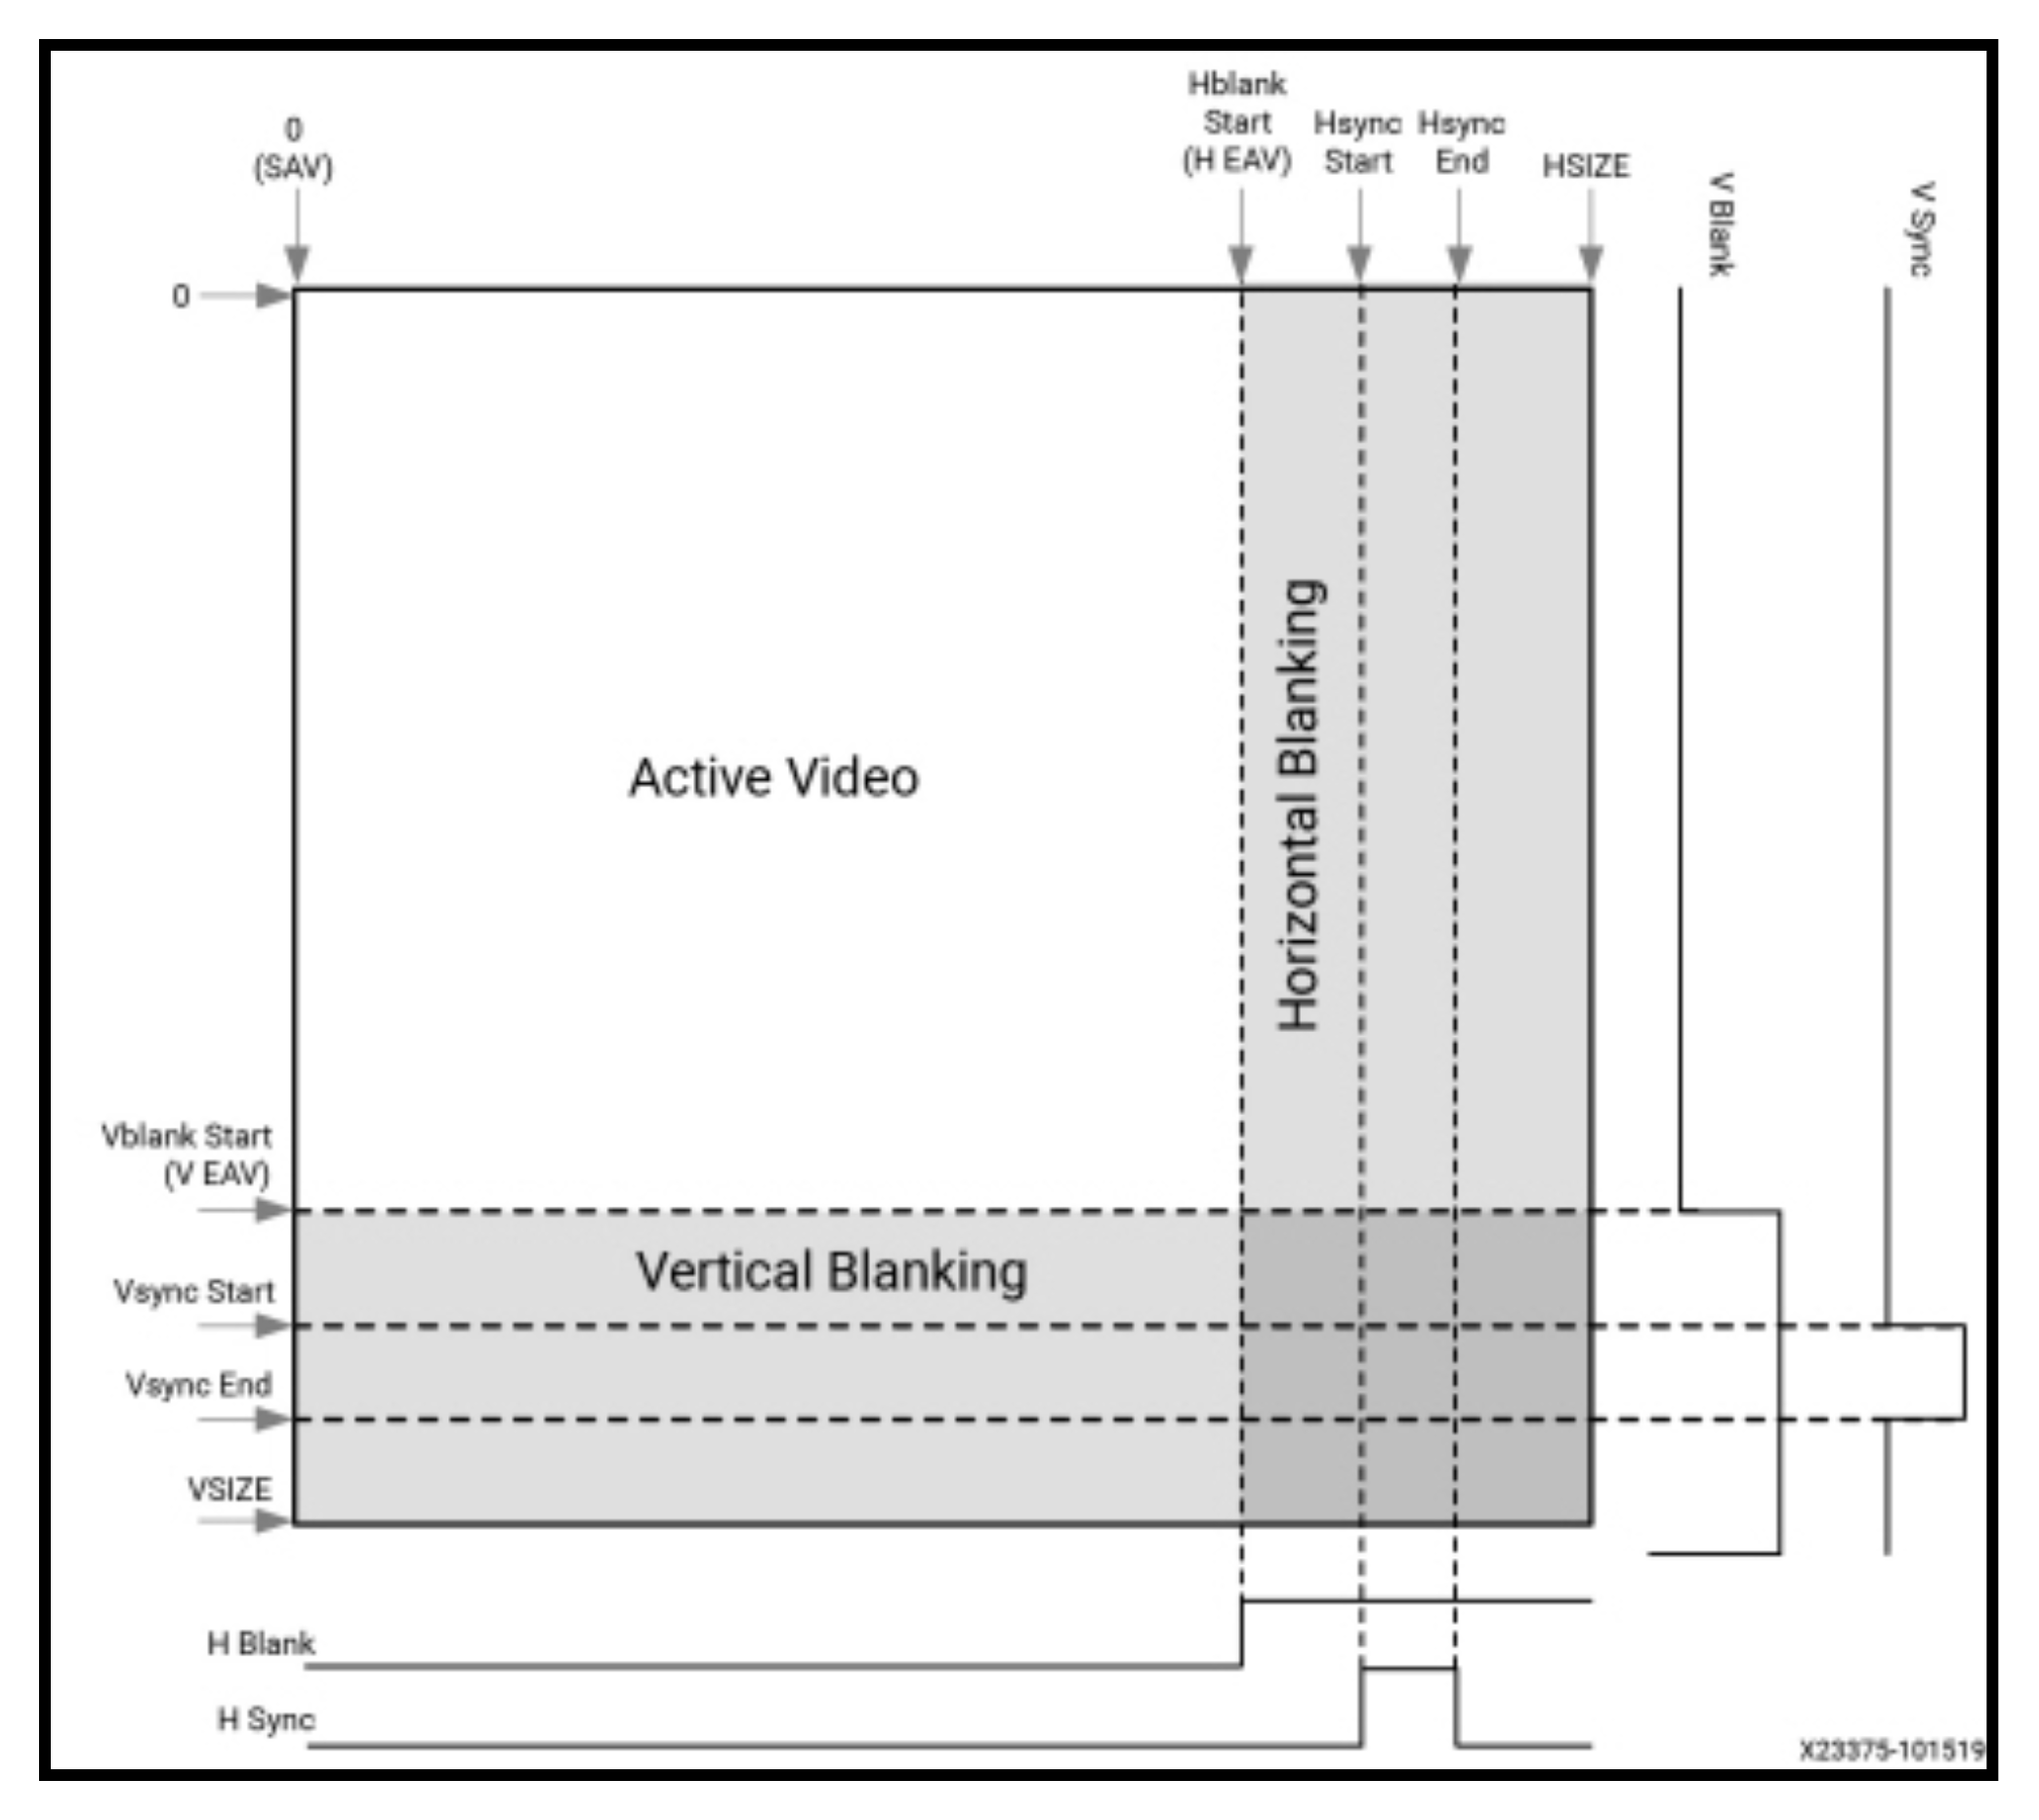 0
(SAV)
Hblank
Start
(H EAV)
Hsync
Start
Hsync
End
HSIZE
V Blank
V Sync
0
Horizontal Blanking
Active Video
Vblank Start
(V EAV)
Vertical Blanking
Vsync Start
Vsync End
VSIZE
H Blank
H Sync
X23375-101519